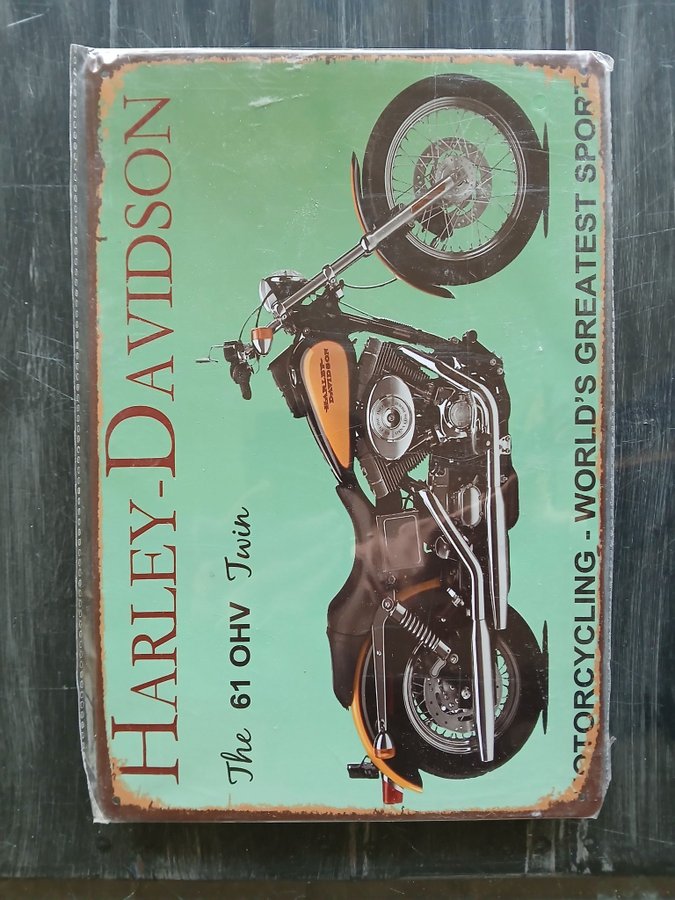 HARLEY-DAVIDSON
The 61 OHV Twin
HARLEY
DAVIDSON
OTORCYCLING - WORLD'S GREATEST SPORT